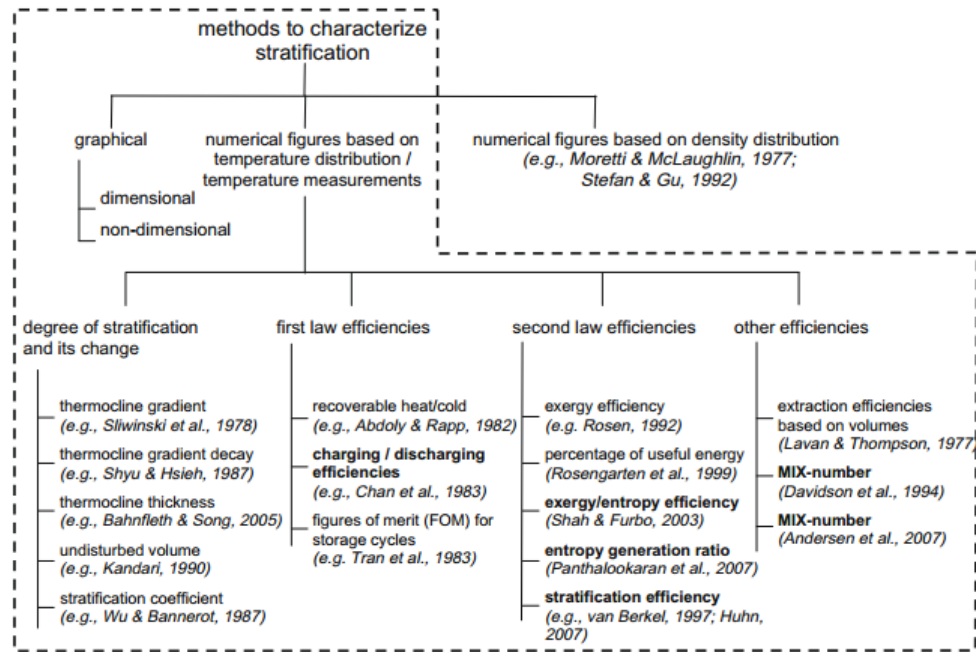 methods to characterize
stratification
graphical
dimensional
non-dimensional
numerical figures based on
temperature distribution /
temperature measurements
numerical figures based on density distribution
(e.g., Moretti & McLaughlin, 1977;
Stefan & Gu, 1992)
degree of stratification
and its change
thermocline gradient
(e.g., Sliwinski et al., 1978)
thermocline gradient decay
(e.g., Shyu & Hsieh, 1987)
thermocline thickness
(e.g., Bahnfleth & Song, 2005)
undisturbed volume
(e.g., Kandari, 1990)
stratification coefficient
(e.g., Wu & Bannerot, 1987)
first law efficiencies
recoverable heat/cold
(e.g., Abdoly & Rapp, 1982)
charging / discharging
efficiencies
(e.g., Chan et al., 1983)
figures of merit (FOM) for
storage cycles
(e.g. Tran et al., 1983)
second law efficiencies
exergy efficiency
(e.g. Rosen, 1992)
percentage of useful energy
(Rosengarten et al., 1999)
exergy/entropy efficiency
(Shah & Furbo, 2003)
entropy generation ratio
(Panthalookaran et al., 2007)
stratification efficiency
(e.g., van Berkel, 1997; Huhn,
2007)
other efficiencies
extraction efficiencies
based on volumes
(Lavan & Thompson, 1977)
MIX-number
(Davidson et al., 1994)
MIX-number
(Andersen et al., 2007)